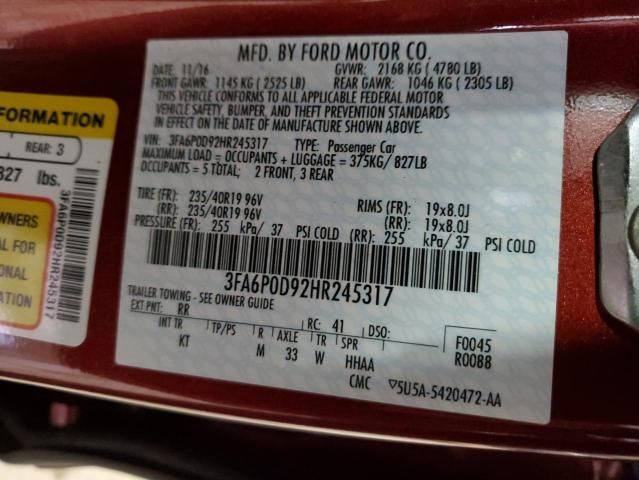 MFD. BY FORD MOTOR CO.
DATE: 11/16 GVWR: 2168 KG ( 4780 LB)
FRONT GAWR: 1145 KG ( 2525 LB) REAR GAWR: 1046 KG ( 2305 LB)
THIS VEHICLE CONFORMS TO ALL APPLICABLE FEDERAL MOTOR
VEHICLE SAFETY, BUMPER, AND THEFT PREVENTION STANDARDS
IN EFFECT ON THE DATE OF MANUFACTURE SHOWN ABOVE.
VIN: 3FA6P0D92HR245317 TYPE: Passenger Car
MAXIMUM LOAD = OCCUPANTS + LUGGAGE = 375KG/ 827LB
OCCUPANTS = 5 TOTAL; 2 FRONT, 3 REAR
TIRE (FR): 235/40R19 96V RIMS (FR): 19x8.0J
(RR): 235/40R19 96V (RR): 19x8.0J
PRESSURE (FR): 255 kPa/ 37 PSI COLD (RR): 255 kPa/ 37 PSI COLD
3FA6P0D92HR245317
TRAILER TOWING - SEE OWNER GUIDE
EXT PNT: RR RC: 41 DSO: F0045
INT TR TP/PS R AXLE TR SPR R0088
KT M 33 W HHAA
CMC 5U5A-5420472-AA
FORMATION
REAR: 3
827 lbs.
WNERS
AL FOR
ONAL
ATION
3FA6P0D92HR245317